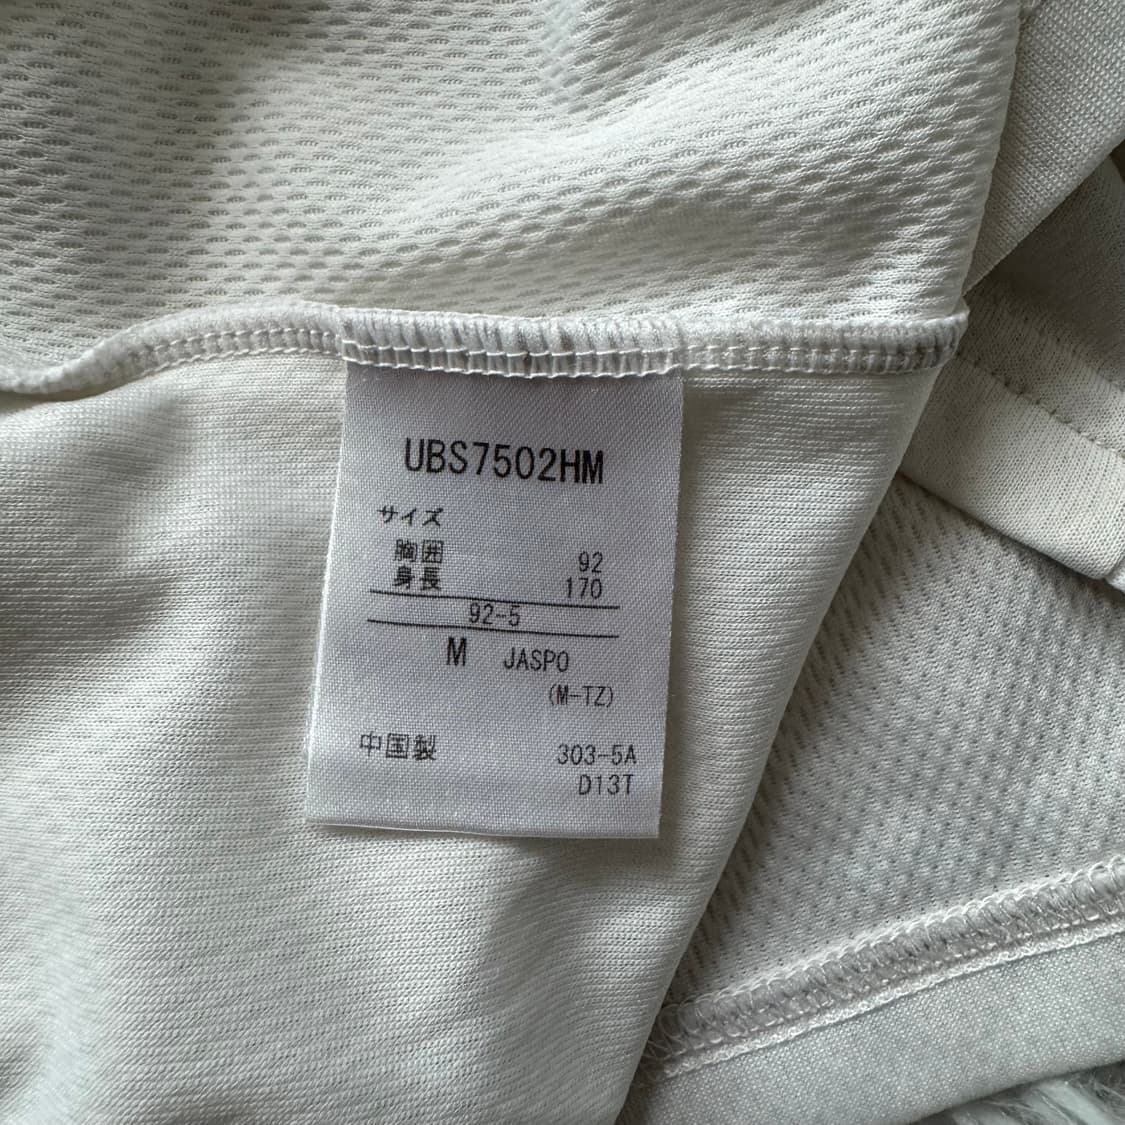 UBS7502HM
サイズ
胸囲 92
身長 170
92-5
M JASPO
(M-TZ)
中国製 303-5A
D13T